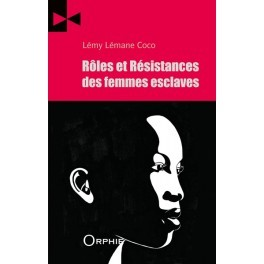 Lémy Lémane Coco
Rôles et Résistances
des femmes esclaves
ORPHIE